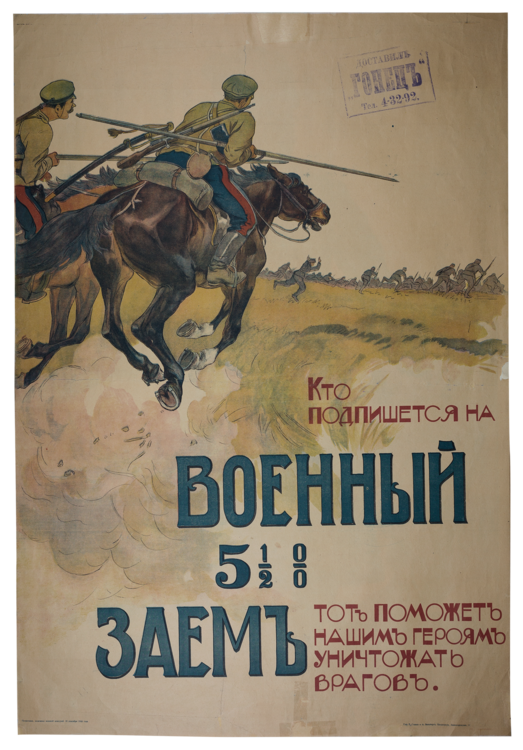 ДОСТАВИЛЪ
„ГОНЕЦЪ“
Тел. 4-32-92.
Кто
подпишется на
ВОЕННЫЙ
5 1/2 0/0
ЗАЕМЪ
тотъ поможетъ
нашимъ героямъ
уничтожать
враговъ.